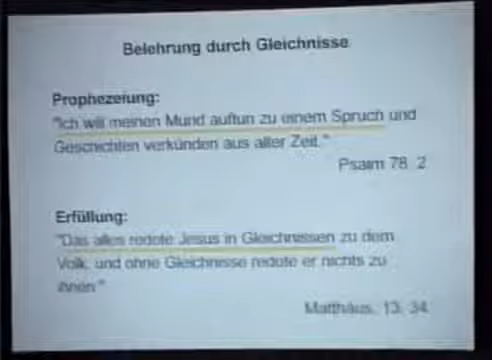 Belehrung durch Gleichnisse
Prophezeiung:
"Ich will meinen Mund auftun zu einem Spruch und
Geschichten verkünden aus alter Zeit."
Psalm 78, 2
Erfüllung:
"Das alles redete Jesus in Gleichnissen zu dem
Volk, und ohne Gleichnisse redete er nichts zu
ihnen"
Matthäus, 13, 34